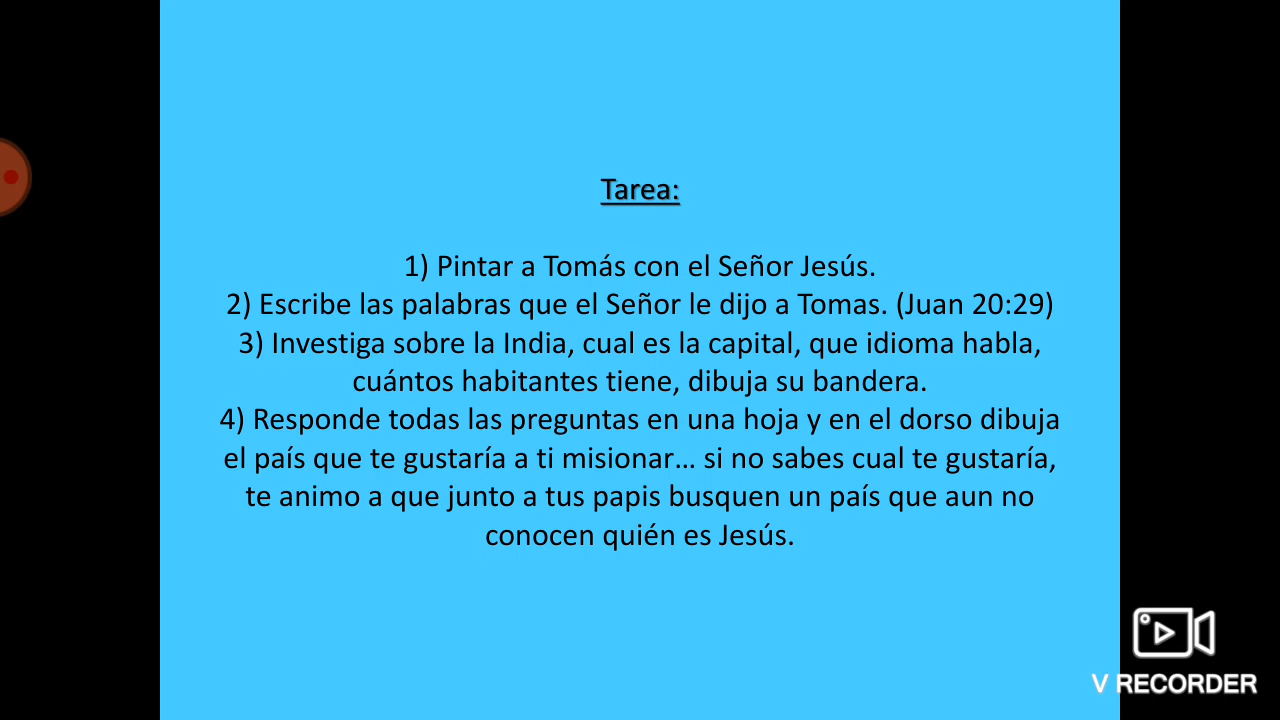 Tarea:
1) Pintar a Tomás con el Señor Jesús.
2) Escribe las palabras que el Señor le dijo a Tomas. (Juan 20:29)
3) Investiga sobre la India, cual es la capital, que idioma habla,
cuántos habitantes tiene, dibuja su bandera.
4) Responde todas las preguntas en una hoja y en el dorso dibuja
el país que te gustaría a ti misionar... si no sabes cual te gustaría,
te animo a que junto a tus papis busquen un país que aun no
conocen quién es Jesús.
V RECORDER